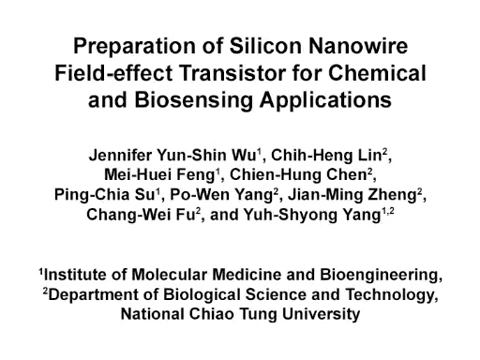 Preparation of Silicon Nanowire
Field-effect Transistor for Chemical
and Biosensing Applications
Jennifer Yun-Shin Wu¹, Chih-Heng Lin²,
Mei-Huei Feng¹, Chien-Hung Chen²,
Ping-Chia Su¹, Po-Wen Yang², Jian-Ming Zheng²,
Chang-Wei Fu², and Yuh-Shyong Yang¹,²
¹Institute of Molecular Medicine and Bioengineering,
²Department of Biological Science and Technology,
National Chiao Tung University